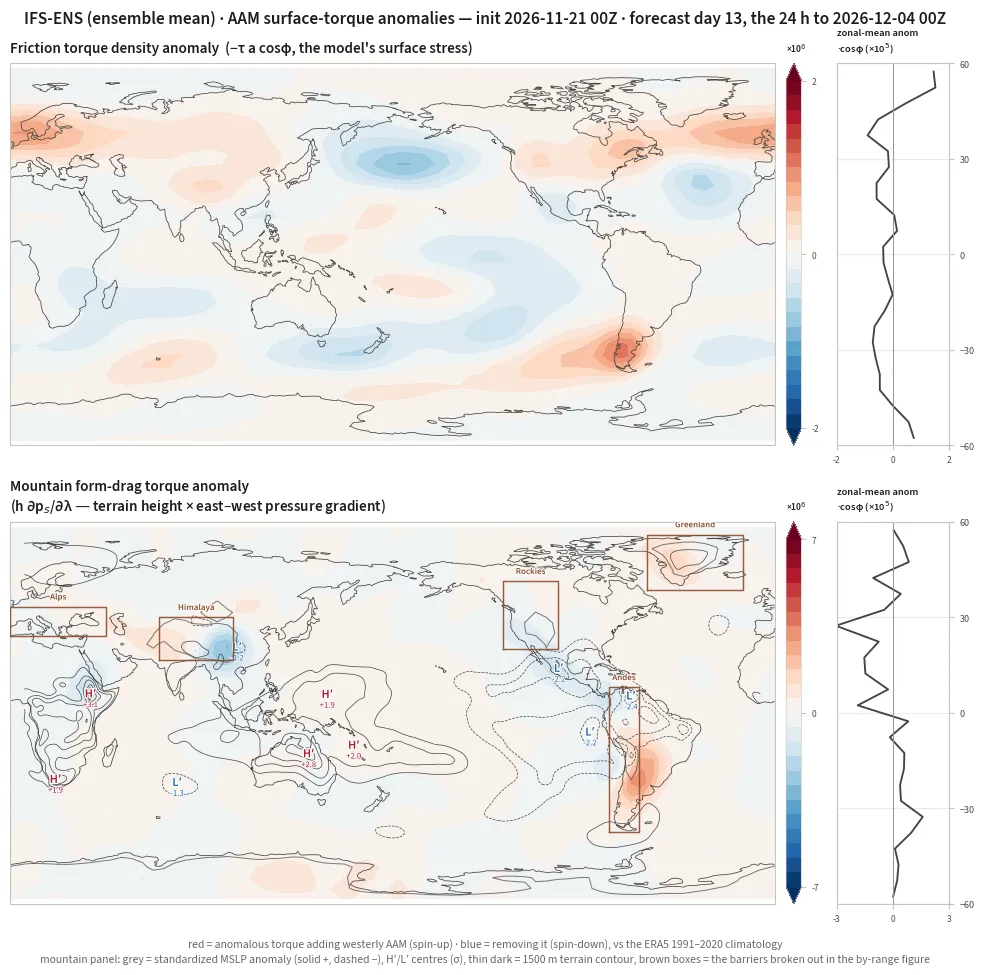 IFS-ENS (ensemble mean) · AAM surface-torque anomalies — init 2026-11-21 00Z · forecast day 13, the 24 h to 2026-12-04 00Z
Friction torque density anomaly (−τ a cosφ, the model's surface stress)
×10⁶
2
0
-2
zonal-mean anom
·cosφ (×10⁵)
60
30
0
−30
−60
-2
0
2
Mountain form-drag torque anomaly
(h ∂pₛ/∂λ — terrain height × east–west pressure gradient)
×10⁶
7
0
-7
zonal-mean anom
·cosφ (×10⁵)
60
30
0
−30
−60
-3
0
3
Greenland
Rockies
Alps
Himalaya
Andes
H′
+3.1
H′
+1.9
L′
-1.3
H′
+1.9
H′
+2.8
H′
+2.0
L′
L′
-2.2
L′
-2.4
L′
-2.2
L′
red = anomalous torque adding westerly AAM (spin-up) · blue = removing it (spin-down), vs the ERA5 1991–2020 climatology
mountain panel: grey = standardized MSLP anomaly (solid +, dashed −), H′/L′ centres (σ), thin dark = 1500 m terrain contour, brown boxes = the barriers broken out in the by-range figure